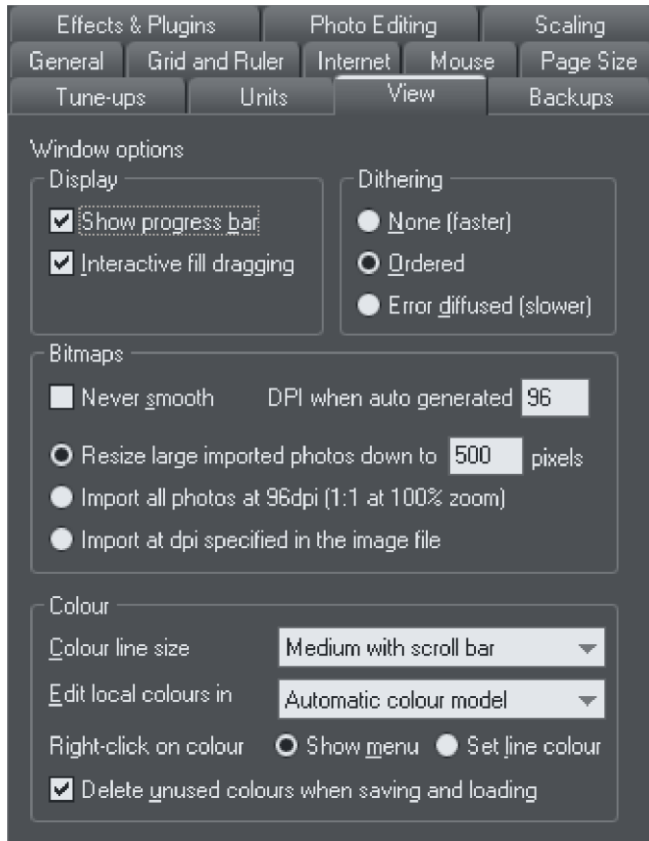 Effects & Plugins Photo Editing Scaling
General Grid and Ruler Internet Mouse Page Size
Tune-ups Units View Backups
Window options
Display Dithering
Show progress bar None (faster)
Interactive fill dragging Ordered
Error diffused (slower)
Bitmaps
Never smooth DPI when auto generated 96
Resize large imported photos down to 500 pixels
Import all photos at 96dpi (1:1 at 100% zoom)
Import at dpi specified in the image file
Colour
Colour line size Medium with scroll bar
Edit local colours in Automatic colour model
Right-click on colour Show menu Set line colour
Delete unused colours when saving and loading